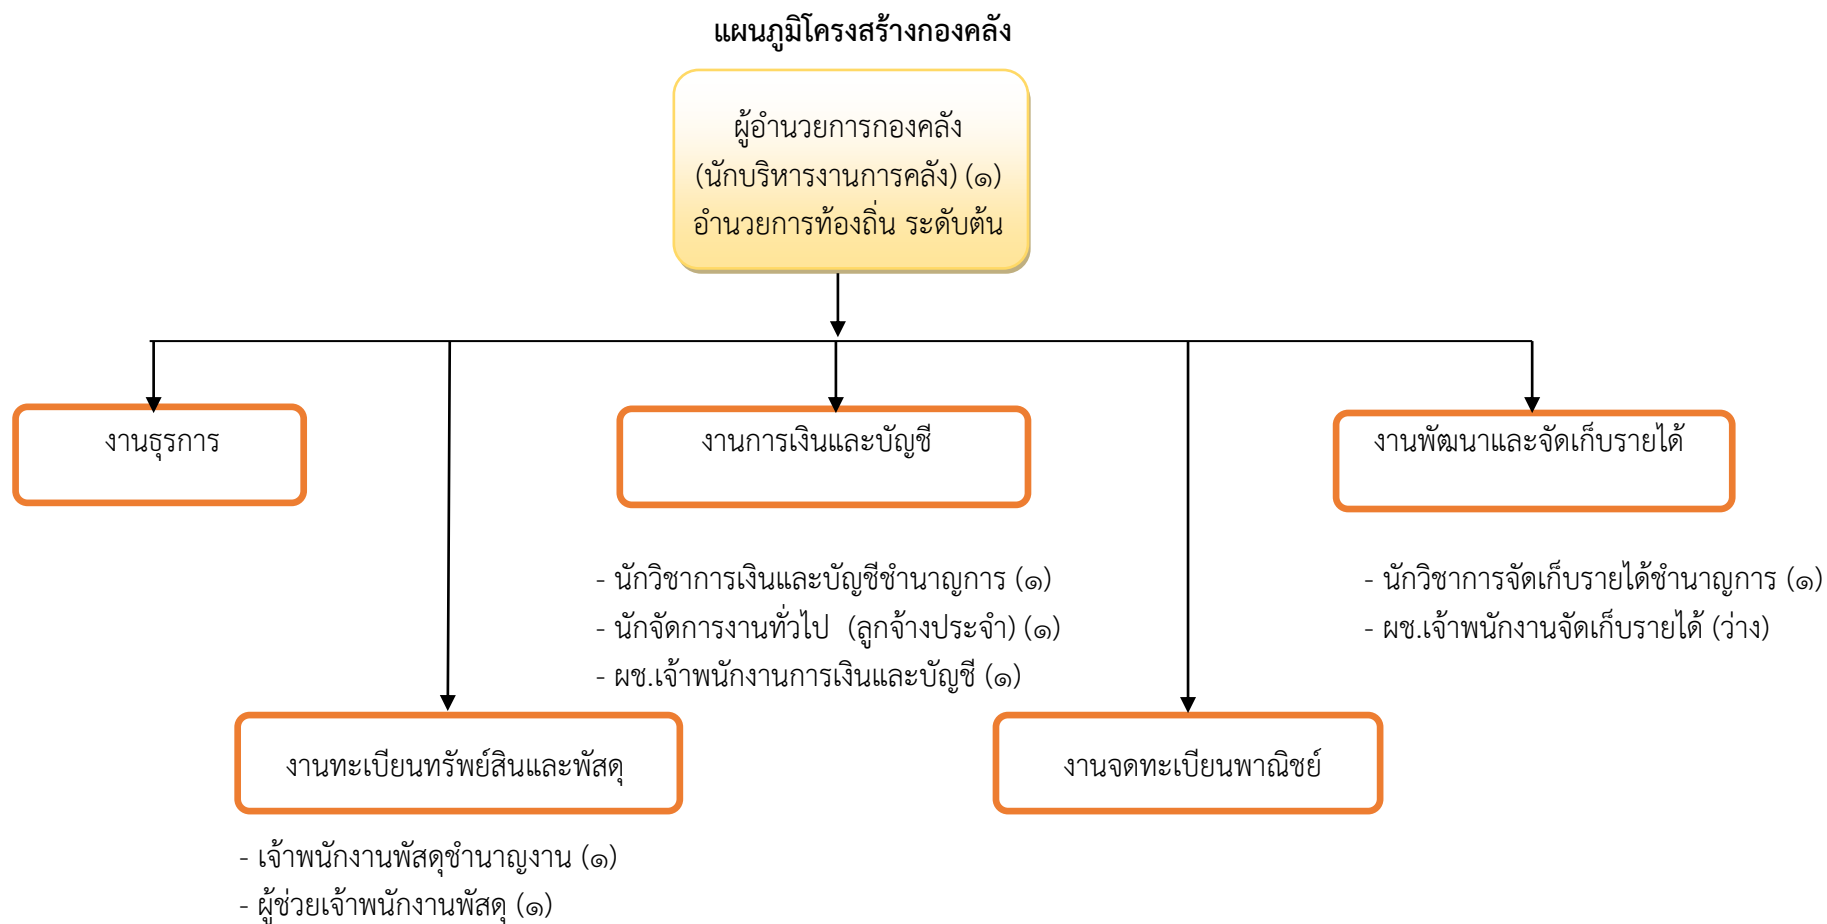 แผนภูมิโครงสร้างกองคลัง
ผู้อำนวยการกองคลัง
(นักบริหารงานการคลัง) (๑)
อำนวยการท้องถิ่น ระดับต้น
งานธุรการ
งานการเงินและบัญชี
งานพัฒนาและจัดเก็บรายได้
- นักวิชาการเงินและบัญชีชำนาญการ (๑)
- นักจัดการงานทั่วไป (ลูกจ้างประจำ) (๑)
- ผช.เจ้าพนักงานการเงินและบัญชี (๑)
- นักวิชาการจัดเก็บรายได้ชำนาญการ (๑)
- ผช.เจ้าพนักงานจัดเก็บรายได้ (ว่าง)
งานทะเบียนทรัพย์สินและพัสดุ
งานจดทะเบียนพาณิชย์
- เจ้าพนักงานพัสดุชำนาญงาน (๑)
- ผู้ช่วยเจ้าพนักงานพัสดุ (๑)